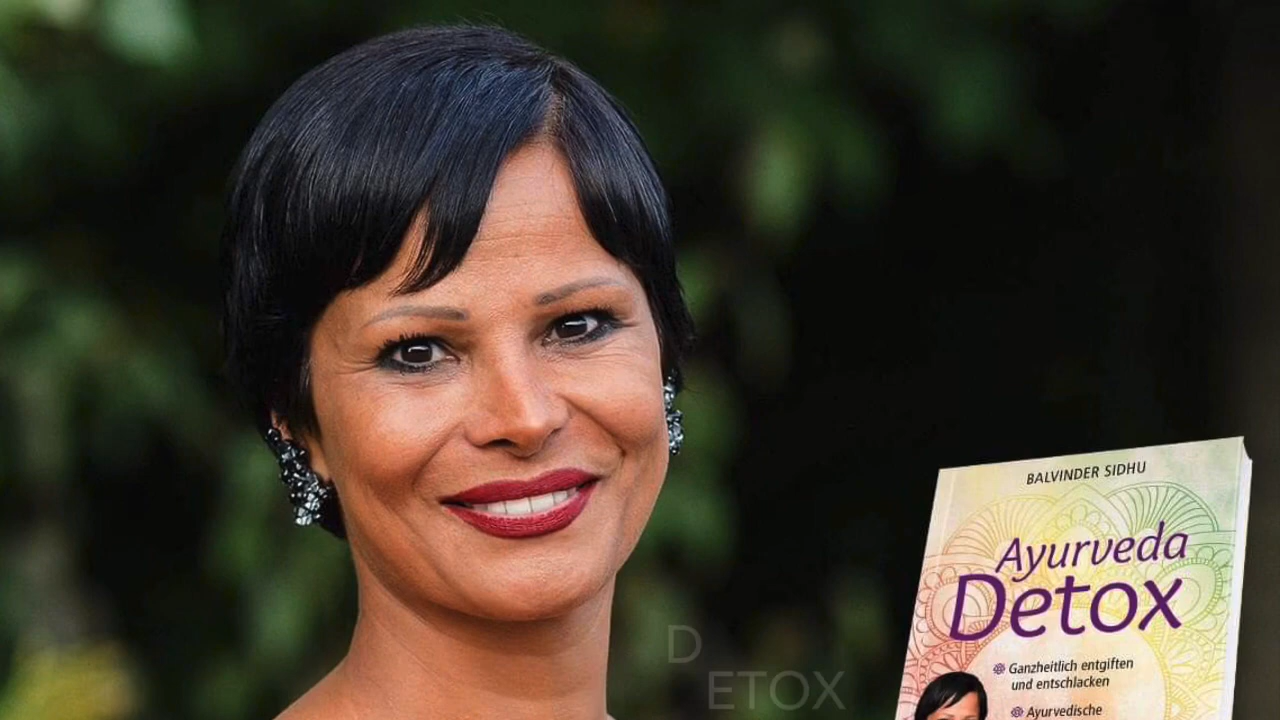 BALVINDER SIDHU
Ayurveda
Detox
Ganzheitlich entgiften
und entschlacken
Ayurvedische
D
ETOX